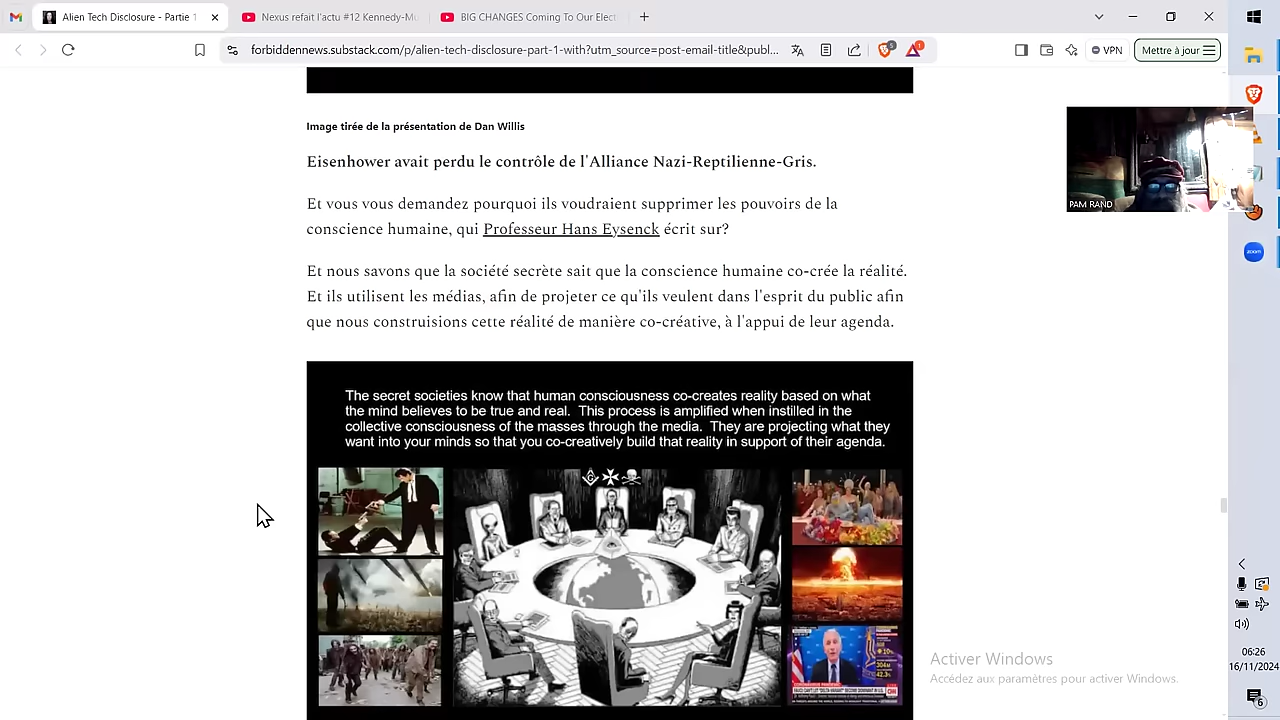 Alien Tech Disclosure - Partie 1
Nexus refait l'actu #12 Kennedy-Mu
BIG CHANGES Coming To Our Elect
forbiddennews.substack.com/p/alien-tech-disclosure-part-1-with?utm_source=post-email-title&publ...
5
1
VPN
Mettre à jour
Image tirée de la présentation de Dan Willis
Eisenhower avait perdu le contrôle de l'Alliance Nazi-Reptilienne-Gris.
Et vous vous demandez pourquoi ils voudraient supprimer les pouvoirs de la
conscience humaine, qui Professeur Hans Eysenck écrit sur?
Et nous savons que la société secrète sait que la conscience humaine co-crée la réalité.
Et ils utilisent les médias, afin de projeter ce qu'ils veulent dans l'esprit du public afin
que nous construisions cette réalité de manière co-créative, à l'appui de leur agenda.
The secret societies know that human consciousness co-creates reality based on what
the mind believes to be true and real. This process is amplified when instilled in the
collective consciousness of the masses through the media. They are projecting what they
want into your minds so that you co-creatively build that reality in support of their agenda.
G
CNN
PAM RAND
zoom
Activer Windows
Accédez aux paramètres pour activer Windows.
06:20
16/11/2024
6